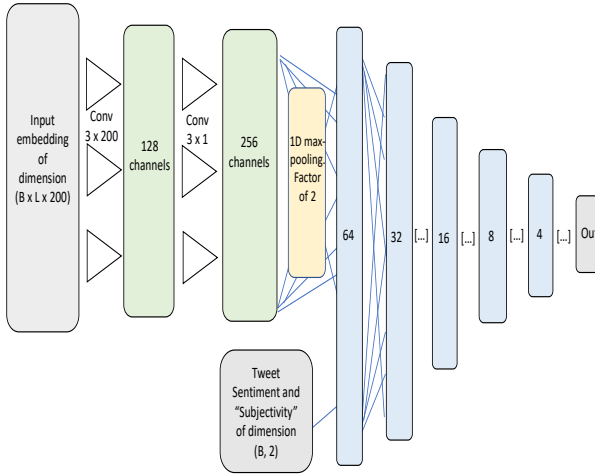 Input
embedding
of
dimension
(B x L x 200)
Conv
3 x 200
128
channels
Conv
3 x 1
256
channels
1D max-
pooling.
Factor
of 2
64
32
[...]
16
[...]
8
[...]
4
[...]
Out
Tweet
Sentiment and
“Subjectivity”
of dimension
(B, 2)